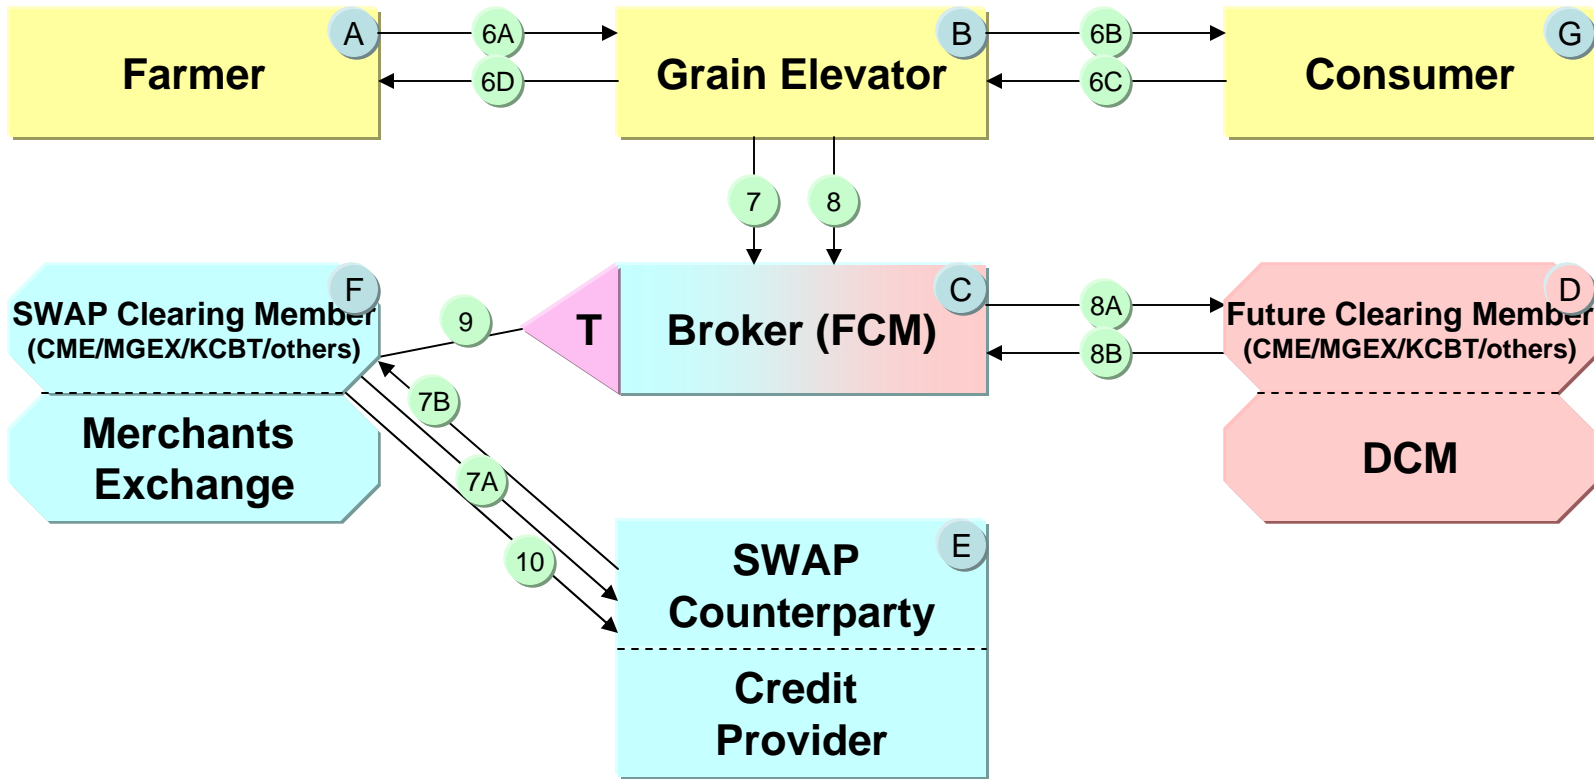 A
6A
B
6B
G
Farmer
Grain Elevator
Consumer
6D
6C
7
8
F
C
D
SWAP Clearing Member
(CME/MGEX/KCBT/others)
9
T
Broker (FCM)
8A
8B
Future Clearing Member
(CME/MGEX/KCBT/others)
7B
Merchants
Exchange
7A
DCM
10
E
SWAP
Counterparty
Credit
Provider